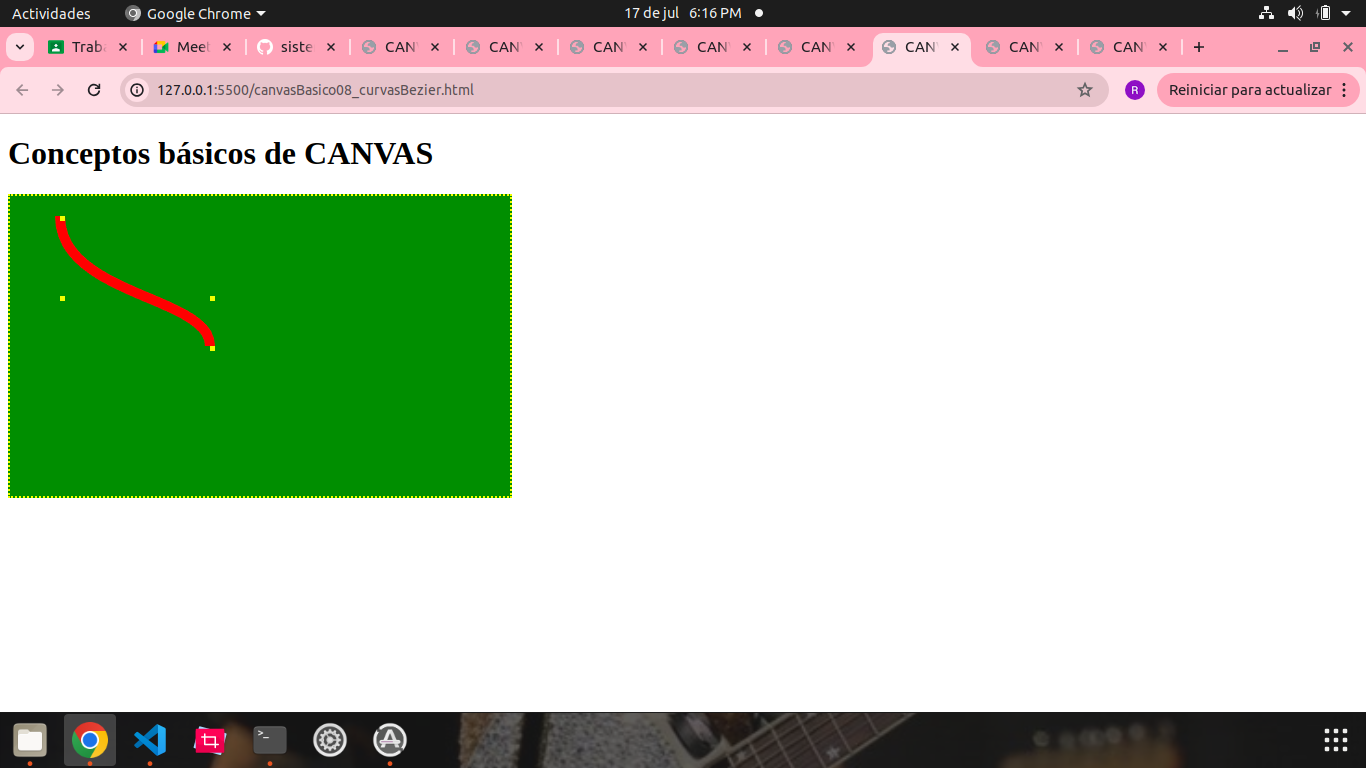 Actividades Google Chrome 17 de jul 6:16 PM
Traba Meet siste CAN CAN CAN CAN CAN CAN CAN CAN
127.0.0.1:5500/canvasBasico08_curvasBezier.html R Reiniciar para actualizar
Conceptos básicos de CANVAS